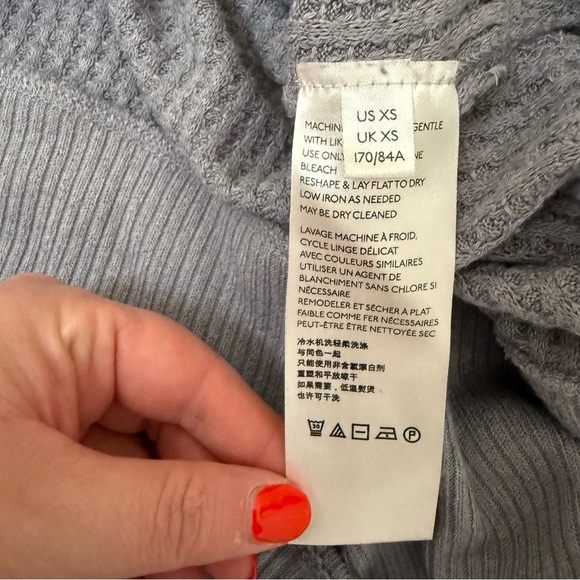 US XS
UK XS
170/84A
MACHIN GENTLE
WITH LIK
USE ONL NE
BLEACH
RESHAPE & LAY FLAT TO DRY
LOW IRON AS NEEDED
MAY BE DRY CLEANED
LAVAGE MACHINE À FROID,
CYCLE LINGE DÉLICAT
AVEC COULEURS SIMILAIRES
UTILISER UN AGENT DE
BLANCHIMENT SANS CHLORE SI
NÉCESSAIRE
REMODELER ET SÉCHER À PLAT
FAIBLE COMME FER NÉCESSAIRES
PEUT-ÊTRE ÊTRE NETTOYÉE SEC
冷水机洗轻柔洗涤
与同色一起
只能使用非含氯漂白剂
重塑和平放晾干
如果需要，低温熨烫
也许可干洗
30 P